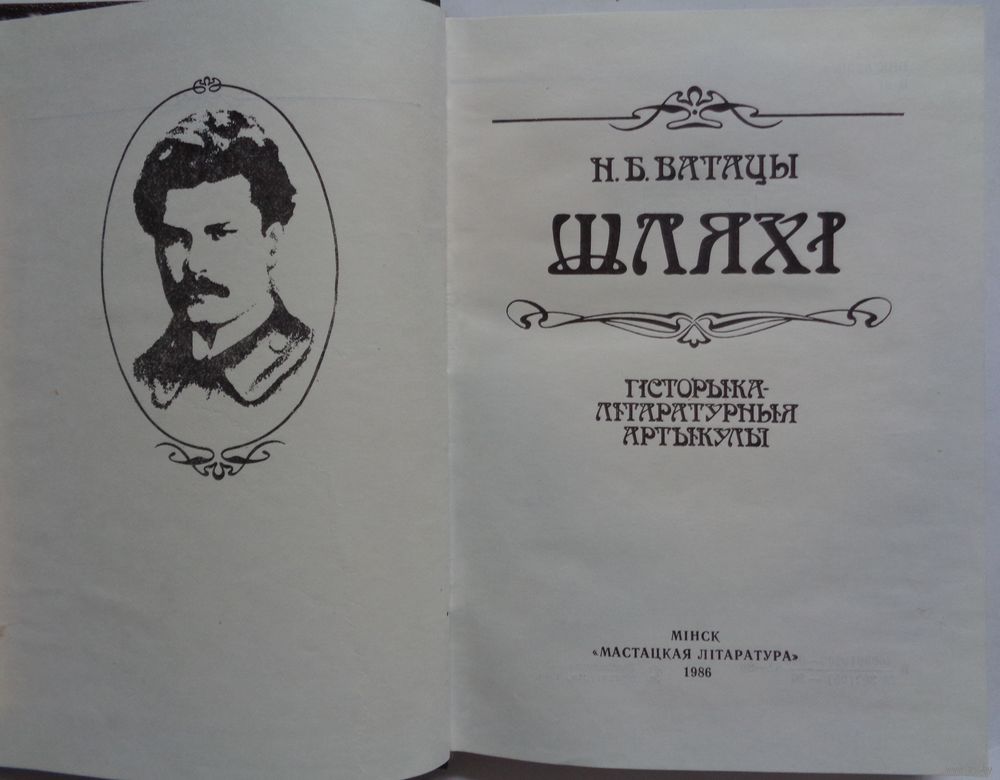 Н. Б. ВАТАЦЫ
ШЛЯХІ
ГІСТОРЫКА-
ЛІТАРАТУРНЫЯ
АРТЫКУЛЫ
МІНСК
«МАСТАЦКАЯ ЛІТАРАТУРА»
1986